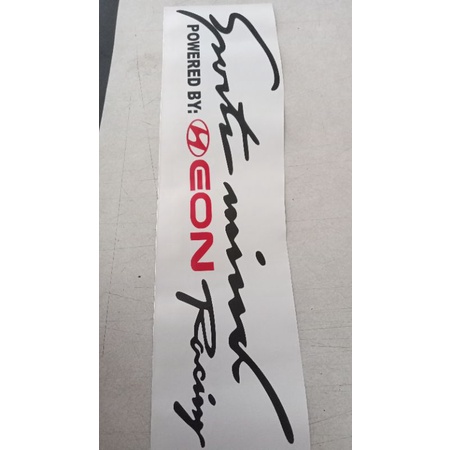 Sports mind
POWERED BY: EON Racing